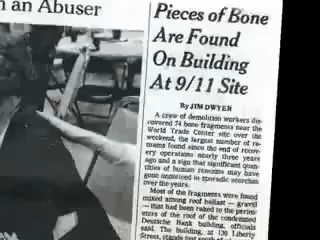 n an Abuser
Pieces of Bone
Are Found
On Building
At 9/11 Site
By JIM DWYER
A crew of demolition workers dis-
covered 74 bone fragments near the
World Trade Center site over the
weekend, the largest number of re-
mains found since the end of recov-
ery operations nearly three years
ago and a sign that significant quan-
tities of human remains may have
gone unnoticed in sporadic searches
over the years.
Most of the fragments were found
mixed among roof ballast — gravel
— that had been raked to the perim-
eters of the roof of the condemned
Deutsche Bank building, officials
said. The building, at 130 Liberty
Street, stands just south of